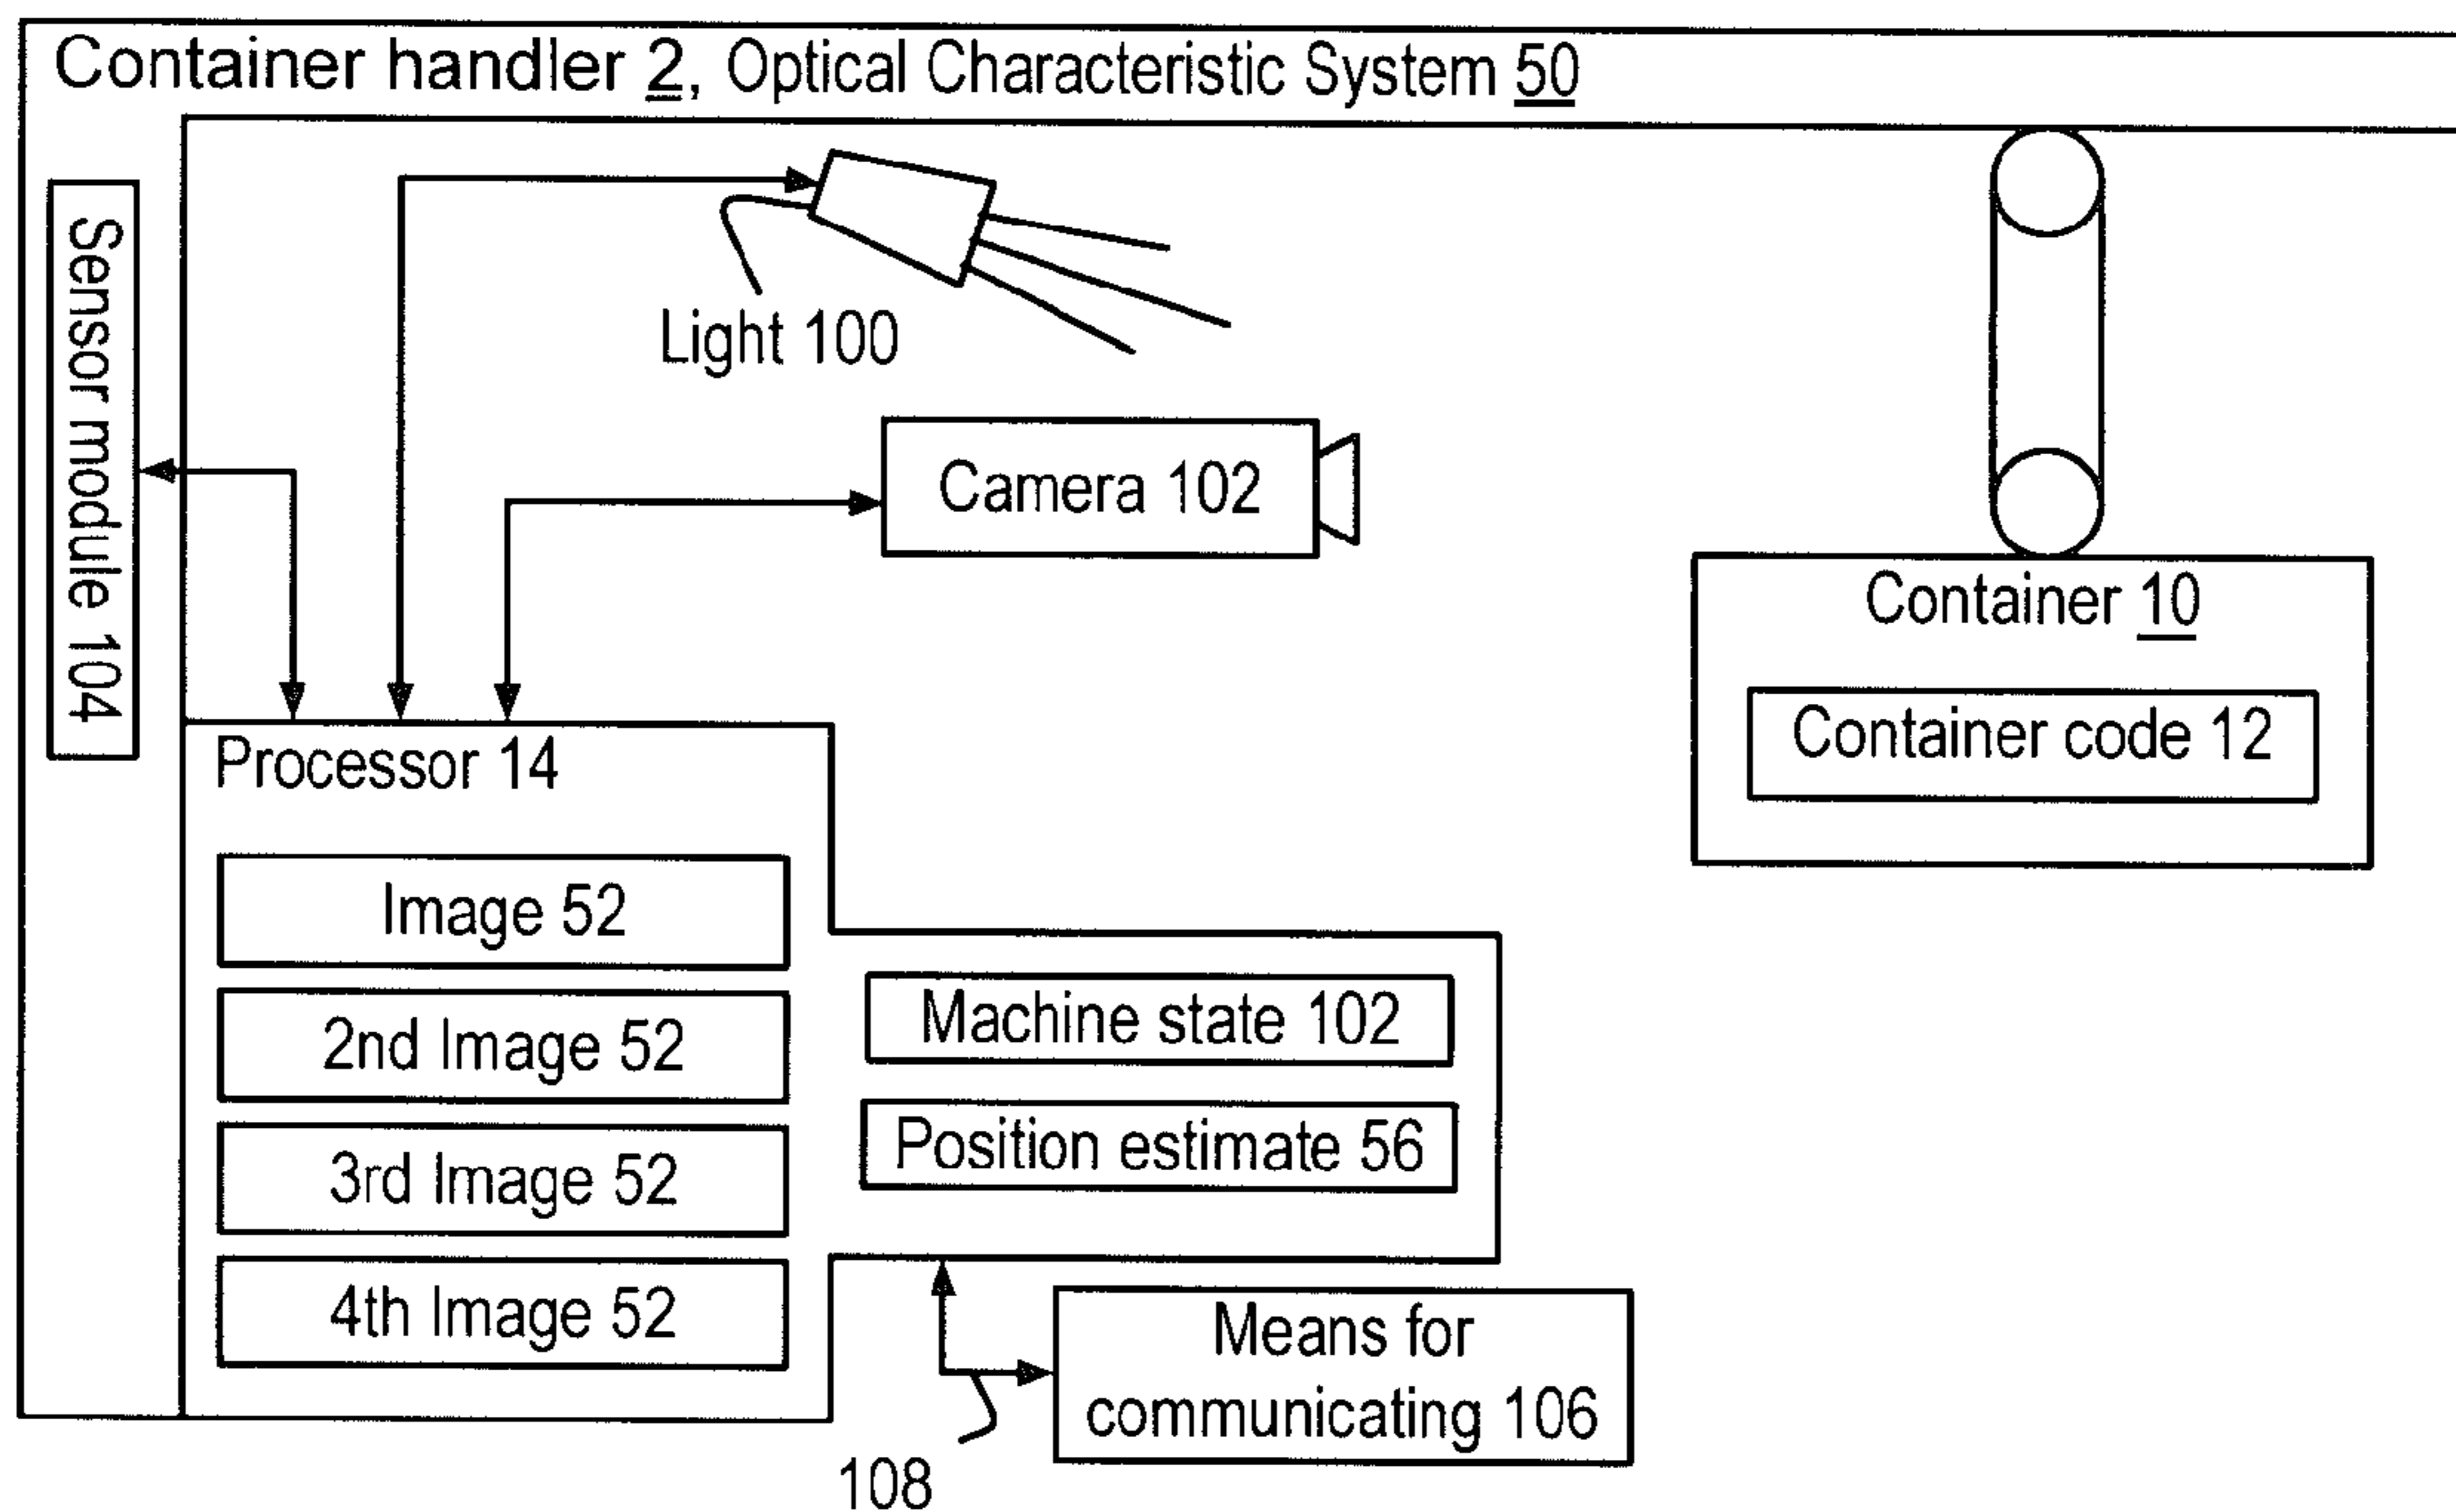 Container handler 2, Optical Characteristic System 50
Sensor module 104
Light 100
Camera 102
Container 10
Container code 12
Processor 14
Image 52
2nd Image 52
3rd Image 52
4th Image 52
Machine state 102
Position estimate 56
Means for
communicating 106
108